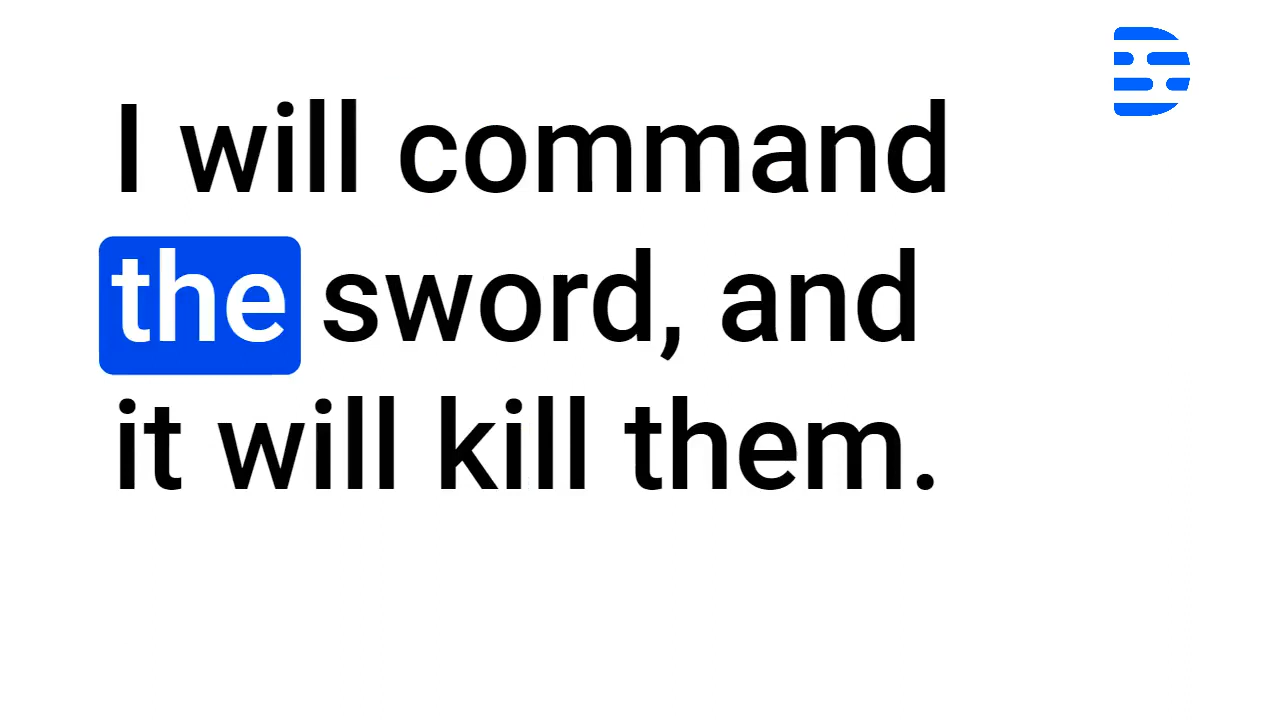 I will command
the sword, and
it will kill them.